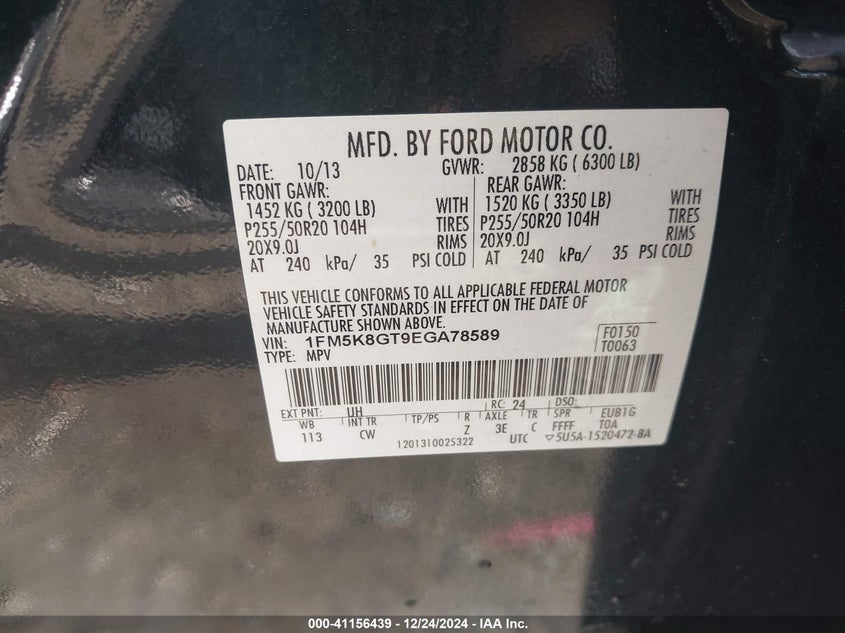 MFD. BY FORD MOTOR CO.
DATE: 10/13 GVWR: 2858 KG ( 6300 LB)
FRONT GAWR: REAR GAWR:
1452 KG ( 3200 LB) WITH 1520 KG ( 3350 LB) WITH
P255/50R20 104H TIRES P255/50R20 104H TIRES
20X9.0J RIMS 20X9.0J RIMS
AT 240 kPa/ 35 PSI COLD AT 240 kPa/ 35 PSI COLD
THIS VEHICLE CONFORMS TO ALL APPLICABLE FEDERAL MOTOR
VEHICLE SAFETY STANDARDS IN EFFECT ON THE DATE OF
MANUFACTURE SHOWN ABOVE.
VIN: 1FM5K8GT9EGA78589 F0150
TYPE: MPV T0063
EXT PNT: UH RC: 24 DSO:
WB INT TR TP/PS R AXLE TR SPR EUB1G
113 CW Z 3E C FFFF TOA
1201310025322 UTC ▽5U5A-1520472-BA
000-41156439 - 12/24/2024 - IAA Inc.